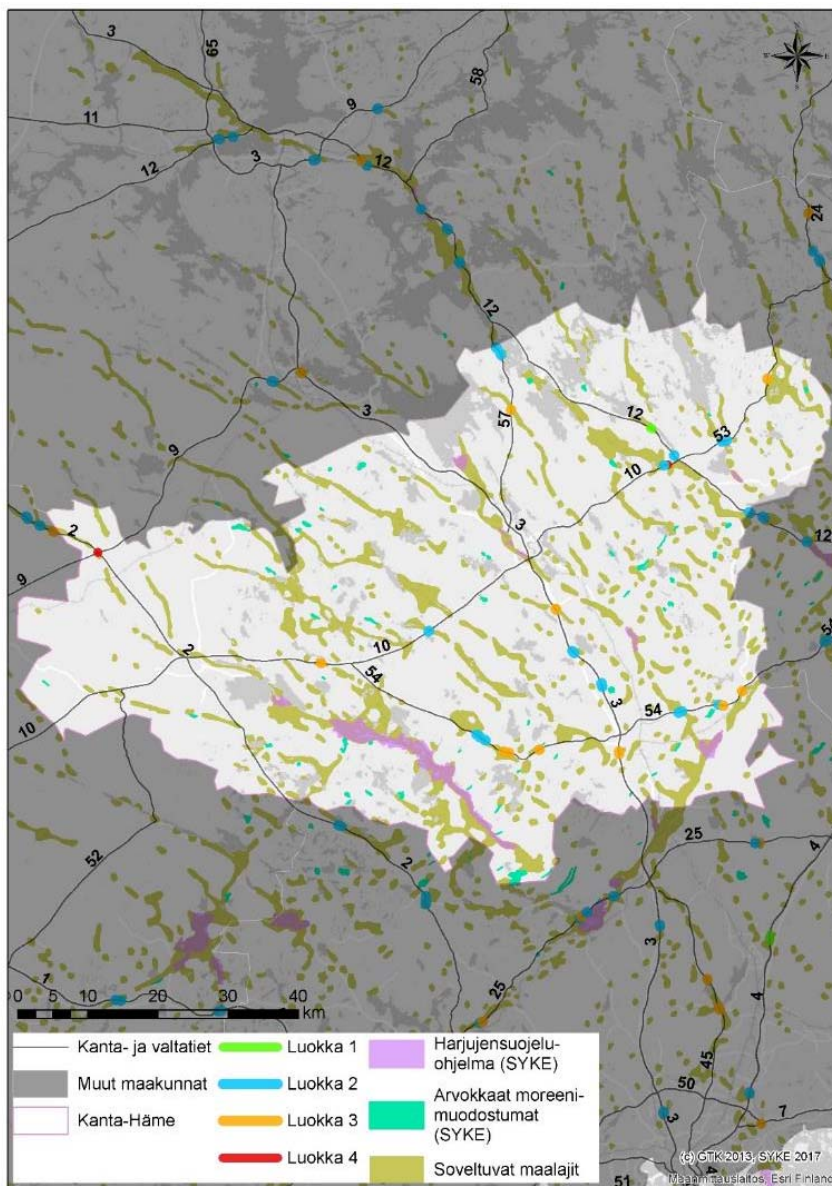 3
65
58
9
11
12
3
12
12
24
12
3
57
12
53
9
10
2
3
12
9
10
2
54
54
3
54
10
25
4
52
2
3
1
25
4
45
50
7
3
4
51
0 10 20 30 40
km
Kanta- ja valtatiet
Muut maakunnat
Kanta-Häme
Luokka 1
Luokka 2
Luokka 3
Luokka 4
Harjujensuojelu-
ohjelma (SYKE)
Arvokkaat moreeni-
muodostumat
(SYKE)
Soveltuvat maalajit
(c) GTK 2013, SYKE 2017
Maanmittauslaitos, Esri Finland